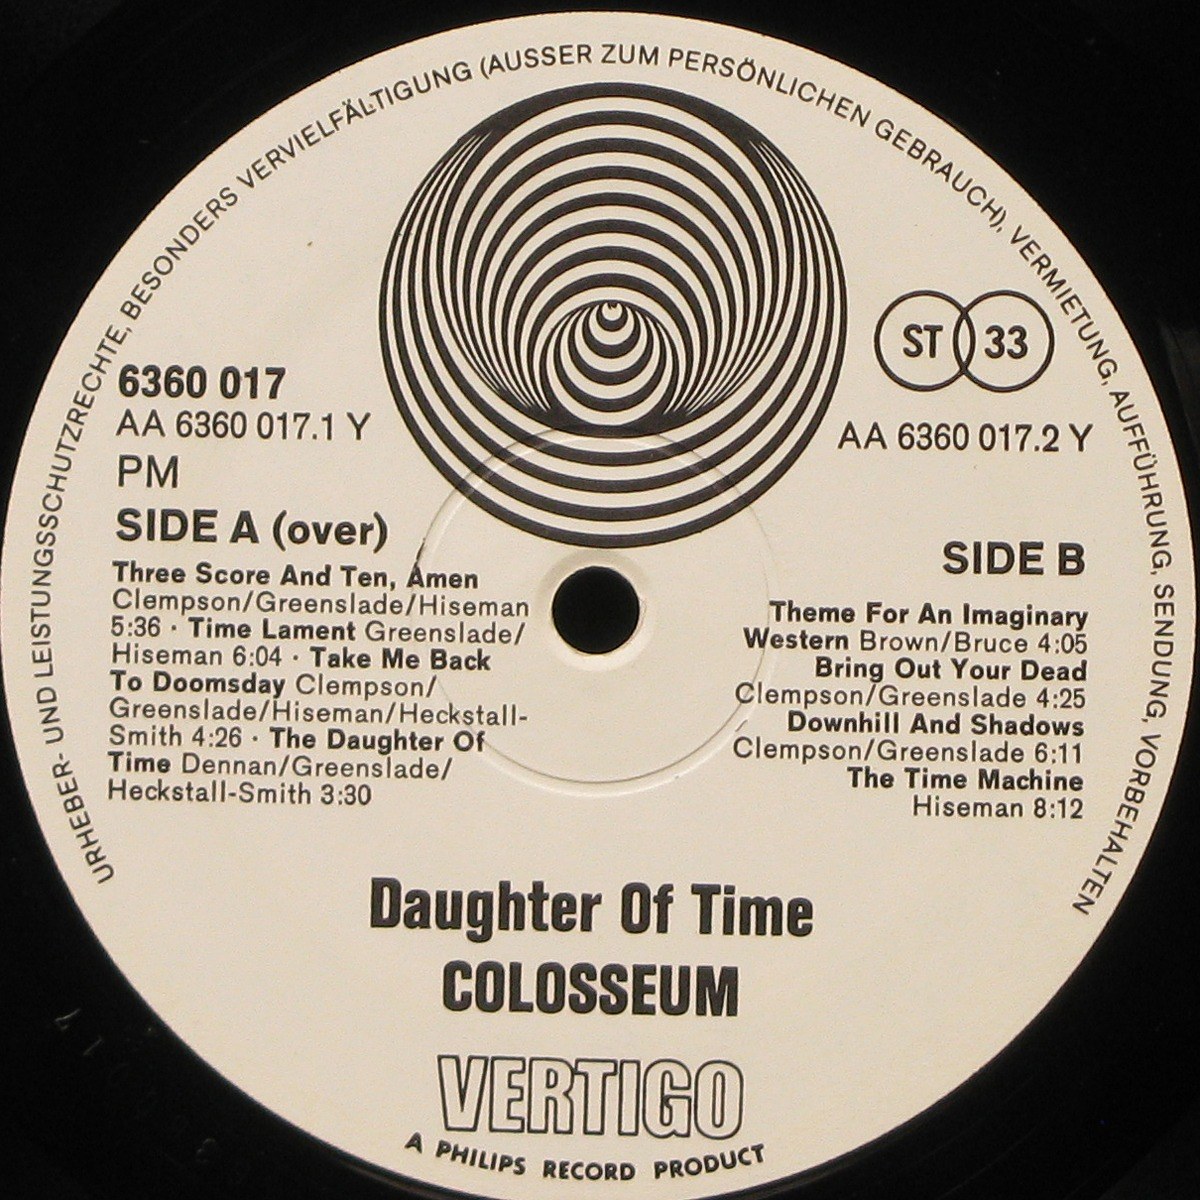 URHEBER- UND LEISTUNGSSCHUTZRECHTE, BESONDERS VERVIELFÄLTIGUNG (AUSSER ZUM PERSÖNLICHEN GEBRAUCH), VERMIETUNG, AUFFÜHRUNG, SENDUNG, VORBEHALTEN
ST 33
6360 017
AA 6360 017.1 Y
PM
SIDE A (over)
Three Score And Ten, Amen
Clempson/Greenslade/Hiseman
5:36 · Time Lament Greenslade/
Hiseman 6:04 · Take Me Back
To Doomsday Clempson/
Greenslade/Hiseman/Heckstall-
Smith 4:26 · The Daughter Of
Time Dennan/Greenslade/
Heckstall-Smith 3:30
AA 6360 017.2 Y
SIDE B
Theme For An Imaginary
Western Brown/Bruce 4:05
Bring Out Your Dead
Clempson/Greenslade 4:25
Downhill And Shadows
Clempson/Greenslade 6:11
The Time Machine
Hiseman 8:12
Daughter Of Time
COLOSSEUM
VERTIGO
A PHILIPS RECORD PRODUCT